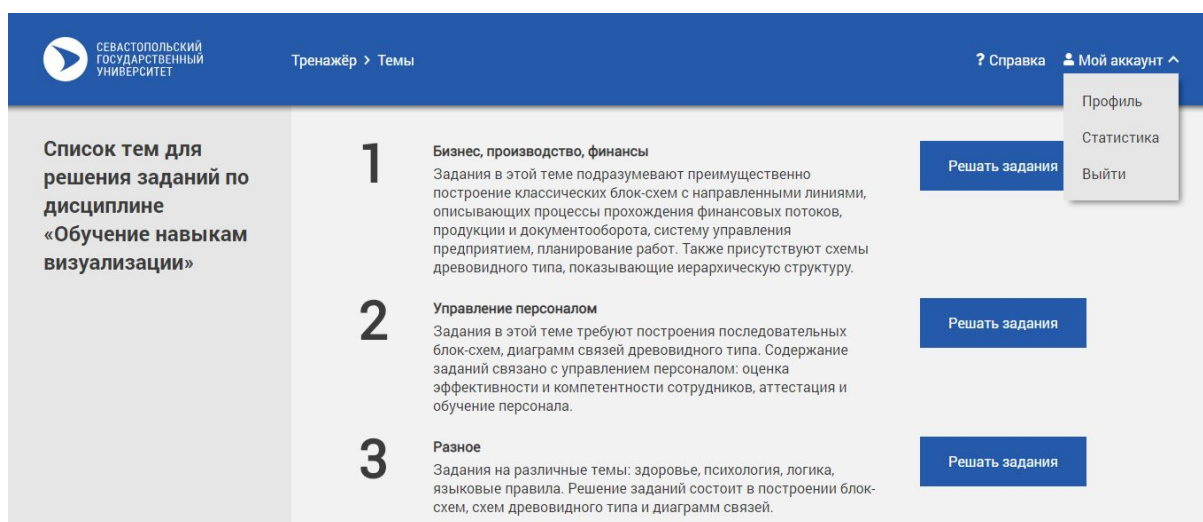 СЕВАСТОПОЛЬСКИЙ
ГОСУДАРСТВЕННЫЙ
УНИВЕРСИТЕТ
Тренажёр > Темы
? Справка
Мой аккаунт
Профиль
Статистика
Выйти
Список тем для
решения заданий по
дисциплине
«Обучение навыкам
визуализации»
1
Бизнес, производство, финансы
Задания в этой теме подразумевают преимущественно
построение классических блок-схем с направленными линиями,
описывающих процессы прохождения финансовых потоков,
продукции и документооборота, систему управления
предприятием, планирование работ. Также присутствуют схемы
древовидного типа, показывающие иерархическую структуру.
Решать задания
2
Управление персоналом
Задания в этой теме требуют построения последовательных
блок-схем, диаграмм связей древовидного типа. Содержание
заданий связано с управлением персоналом: оценка
эффективности и компетентности сотрудников, аттестация и
обучение персонала.
Решать задания
3
Разное
Задания на различные темы: здоровье, психология, логика,
языковые правила. Решение заданий состоит в построении блок-
схем, схем древовидного типа и диаграмм связей.
Решать задания